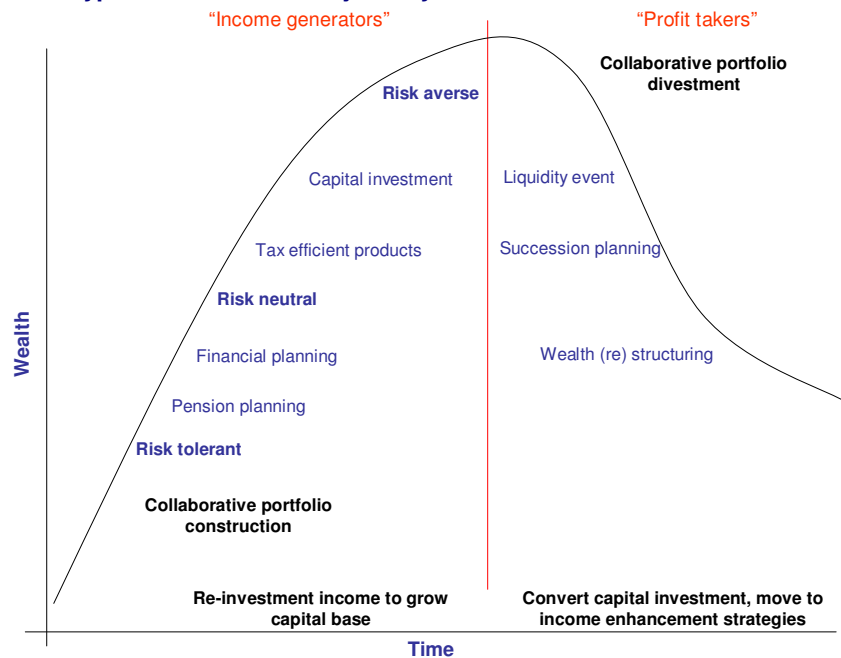 “Income generators”
“Profit takers”
Collaborative portfolio
divestment
Risk averse
Capital investment
Liquidity event
Tax efficient products
Succession planning
Risk neutral
Financial planning
Wealth (re) structuring
Pension planning
Risk tolerant
Collaborative portfolio
construction
Re-investment income to grow
capital base
Convert capital investment, move to
income enhancement strategies
Wealth
Time